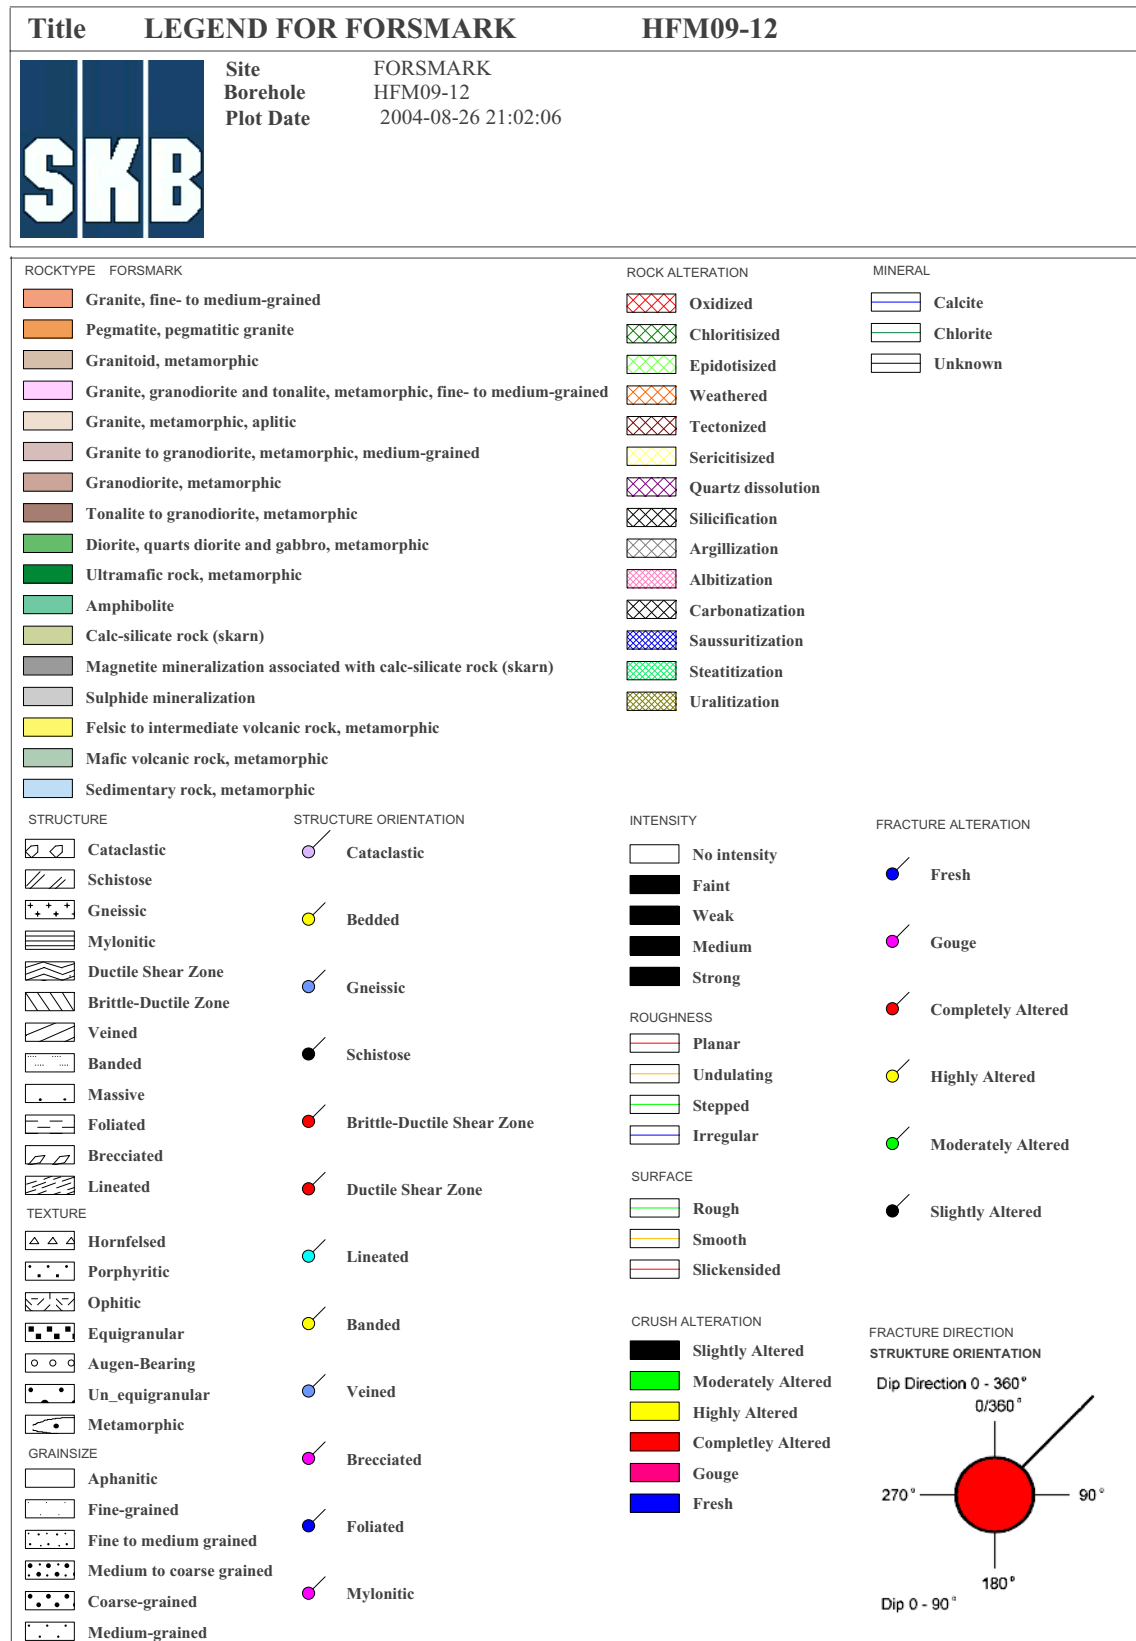 Title LEGEND FOR FORSMARK HFM09-12
SKB
Site FORSMARK
Borehole HFM09-12
Plot Date 2004-08-26 21:02:06
ROCKTYPE FORSMARK
Granite, fine- to medium-grained
Pegmatite, pegmatitic granite
Granitoid, metamorphic
Granite, granodiorite and tonalite, metamorphic, fine- to medium-grained
Granite, metamorphic, aplitic
Granite to granodiorite, metamorphic, medium-grained
Granodiorite, metamorphic
Tonalite to granodiorite, metamorphic
Diorite, quarts diorite and gabbro, metamorphic
Ultramafic rock, metamorphic
Amphibolite
Calc-silicate rock (skarn)
Magnetite mineralization associated with calc-silicate rock (skarn)
Sulphide mineralization
Felsic to intermediate volcanic rock, metamorphic
Mafic volcanic rock, metamorphic
Sedimentary rock, metamorphic
ROCK ALTERATION
Oxidized
Chloritisized
Epidotisized
Weathered
Tectonized
Sericitisized
Quartz dissolution
Silicification
Argillization
Albitization
Carbonatization
Saussuritization
Steatitization
Uralitization
MINERAL
Calcite
Chlorite
Unknown
STRUCTURE
Cataclastic
Schistose
Gneissic
Mylonitic
Ductile Shear Zone
Brittle-Ductile Zone
Veined
Banded
Massive
Foliated
Brecciated
Lineated
TEXTURE
Hornfelsed
Porphyritic
Ophitic
Equigranular
Augen-Bearing
Un_equigranular
Metamorphic
GRAINSIZE
Aphanitic
Fine-grained
Fine to medium grained
Medium to coarse grained
Coarse-grained
Medium-grained
STRUCTURE ORIENTATION
Cataclastic
Bedded
Gneissic
Schistose
Brittle-Ductile Shear Zone
Ductile Shear Zone
Lineated
Banded
Veined
Brecciated
Foliated
Mylonitic
INTENSITY
No intensity
Faint
Weak
Medium
Strong
ROUGHNESS
Planar
Undulating
Stepped
Irregular
SURFACE
Rough
Smooth
Slickensided
CRUSH ALTERATION
Slightly Altered
Moderately Altered
Highly Altered
Completley Altered
Gouge
Fresh
FRACTURE ALTERATION
Fresh
Gouge
Completely Altered
Highly Altered
Moderately Altered
Slightly Altered
FRACTURE DIRECTION
STRUKTURE ORIENTATION
Dip Direction 0 - 360°
0/360°
270° 90°
180°
Dip 0 - 90°